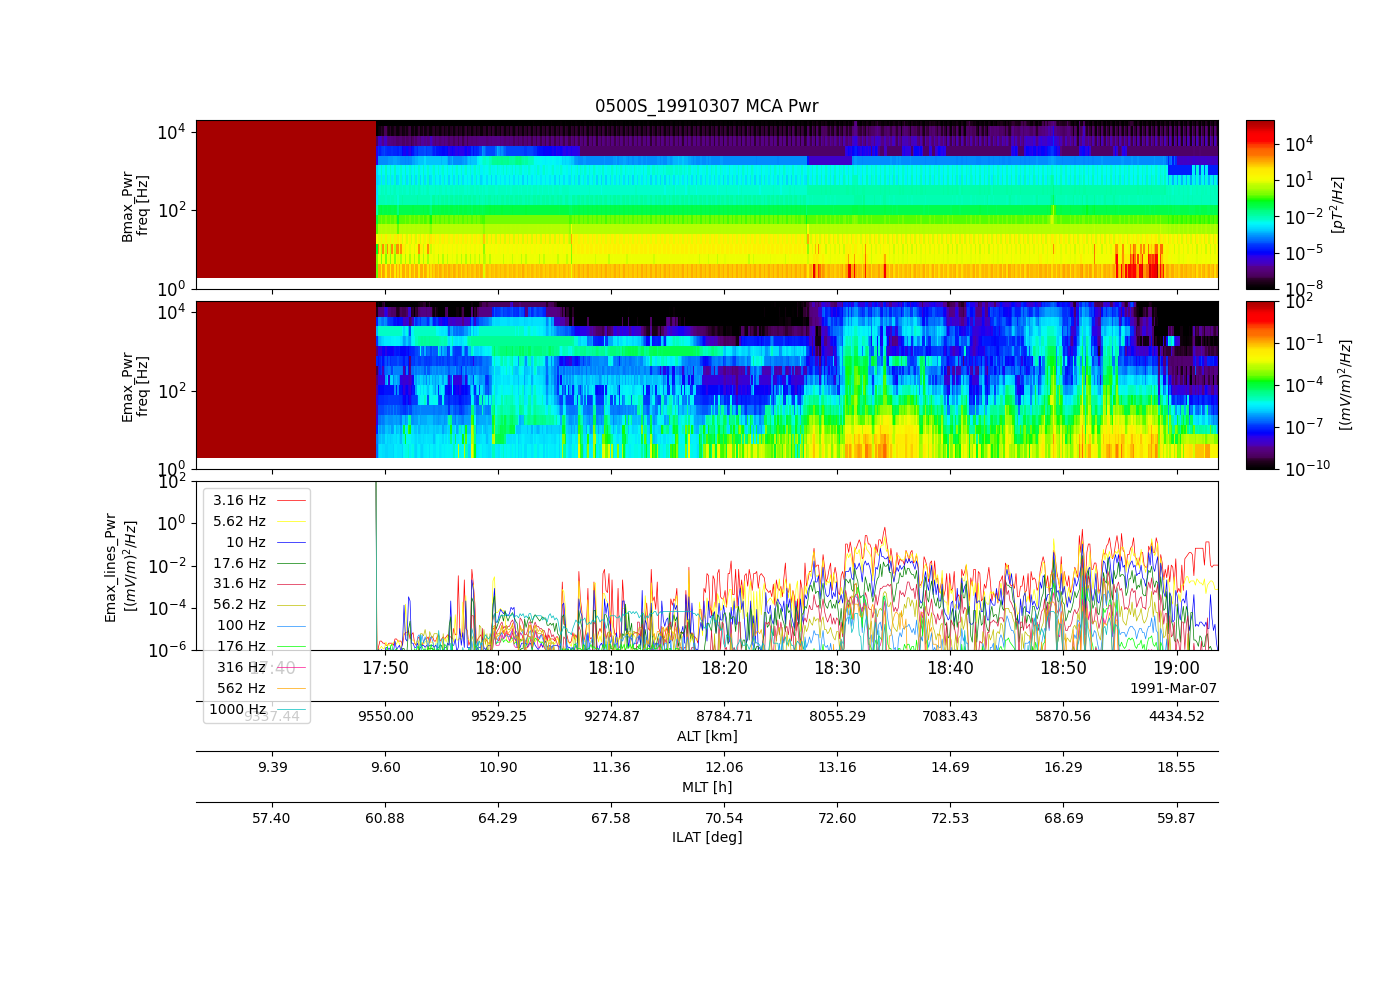 0500S_19910307 MCA Pwr
Bmax_Pwr
freq [Hz]
10^4
10^2
10^0
10^4
10^1
10^-2
10^-5
10^-8
[pT^2/Hz]
Emax_Pwr
freq [Hz]
10^4
10^2
10^0
10^2
10^-1
10^-4
10^-7
10^-10
[(mV/m)^2/Hz]
Emax_lines_Pwr
[(mV/m)^2/Hz]
10^2
10^0
10^-2
10^-4
10^-6
3.16 Hz
5.62 Hz
10 Hz
17.6 Hz
31.6 Hz
56.2 Hz
100 Hz
176 Hz
316 Hz
562 Hz
1000 Hz
17:40 17:50 18:00 18:10 18:20 18:30 18:40 18:50 19:00
1991-Mar-07
9337.44 9550.00 9529.25 9274.87 8784.71 8055.29 7083.43 5870.56 4434.52
ALT [km]
9.39 9.60 10.90 11.36 12.06 13.16 14.69 16.29 18.55
MLT [h]
57.40 60.88 64.29 67.58 70.54 72.60 72.53 68.69 59.87
ILAT [deg]